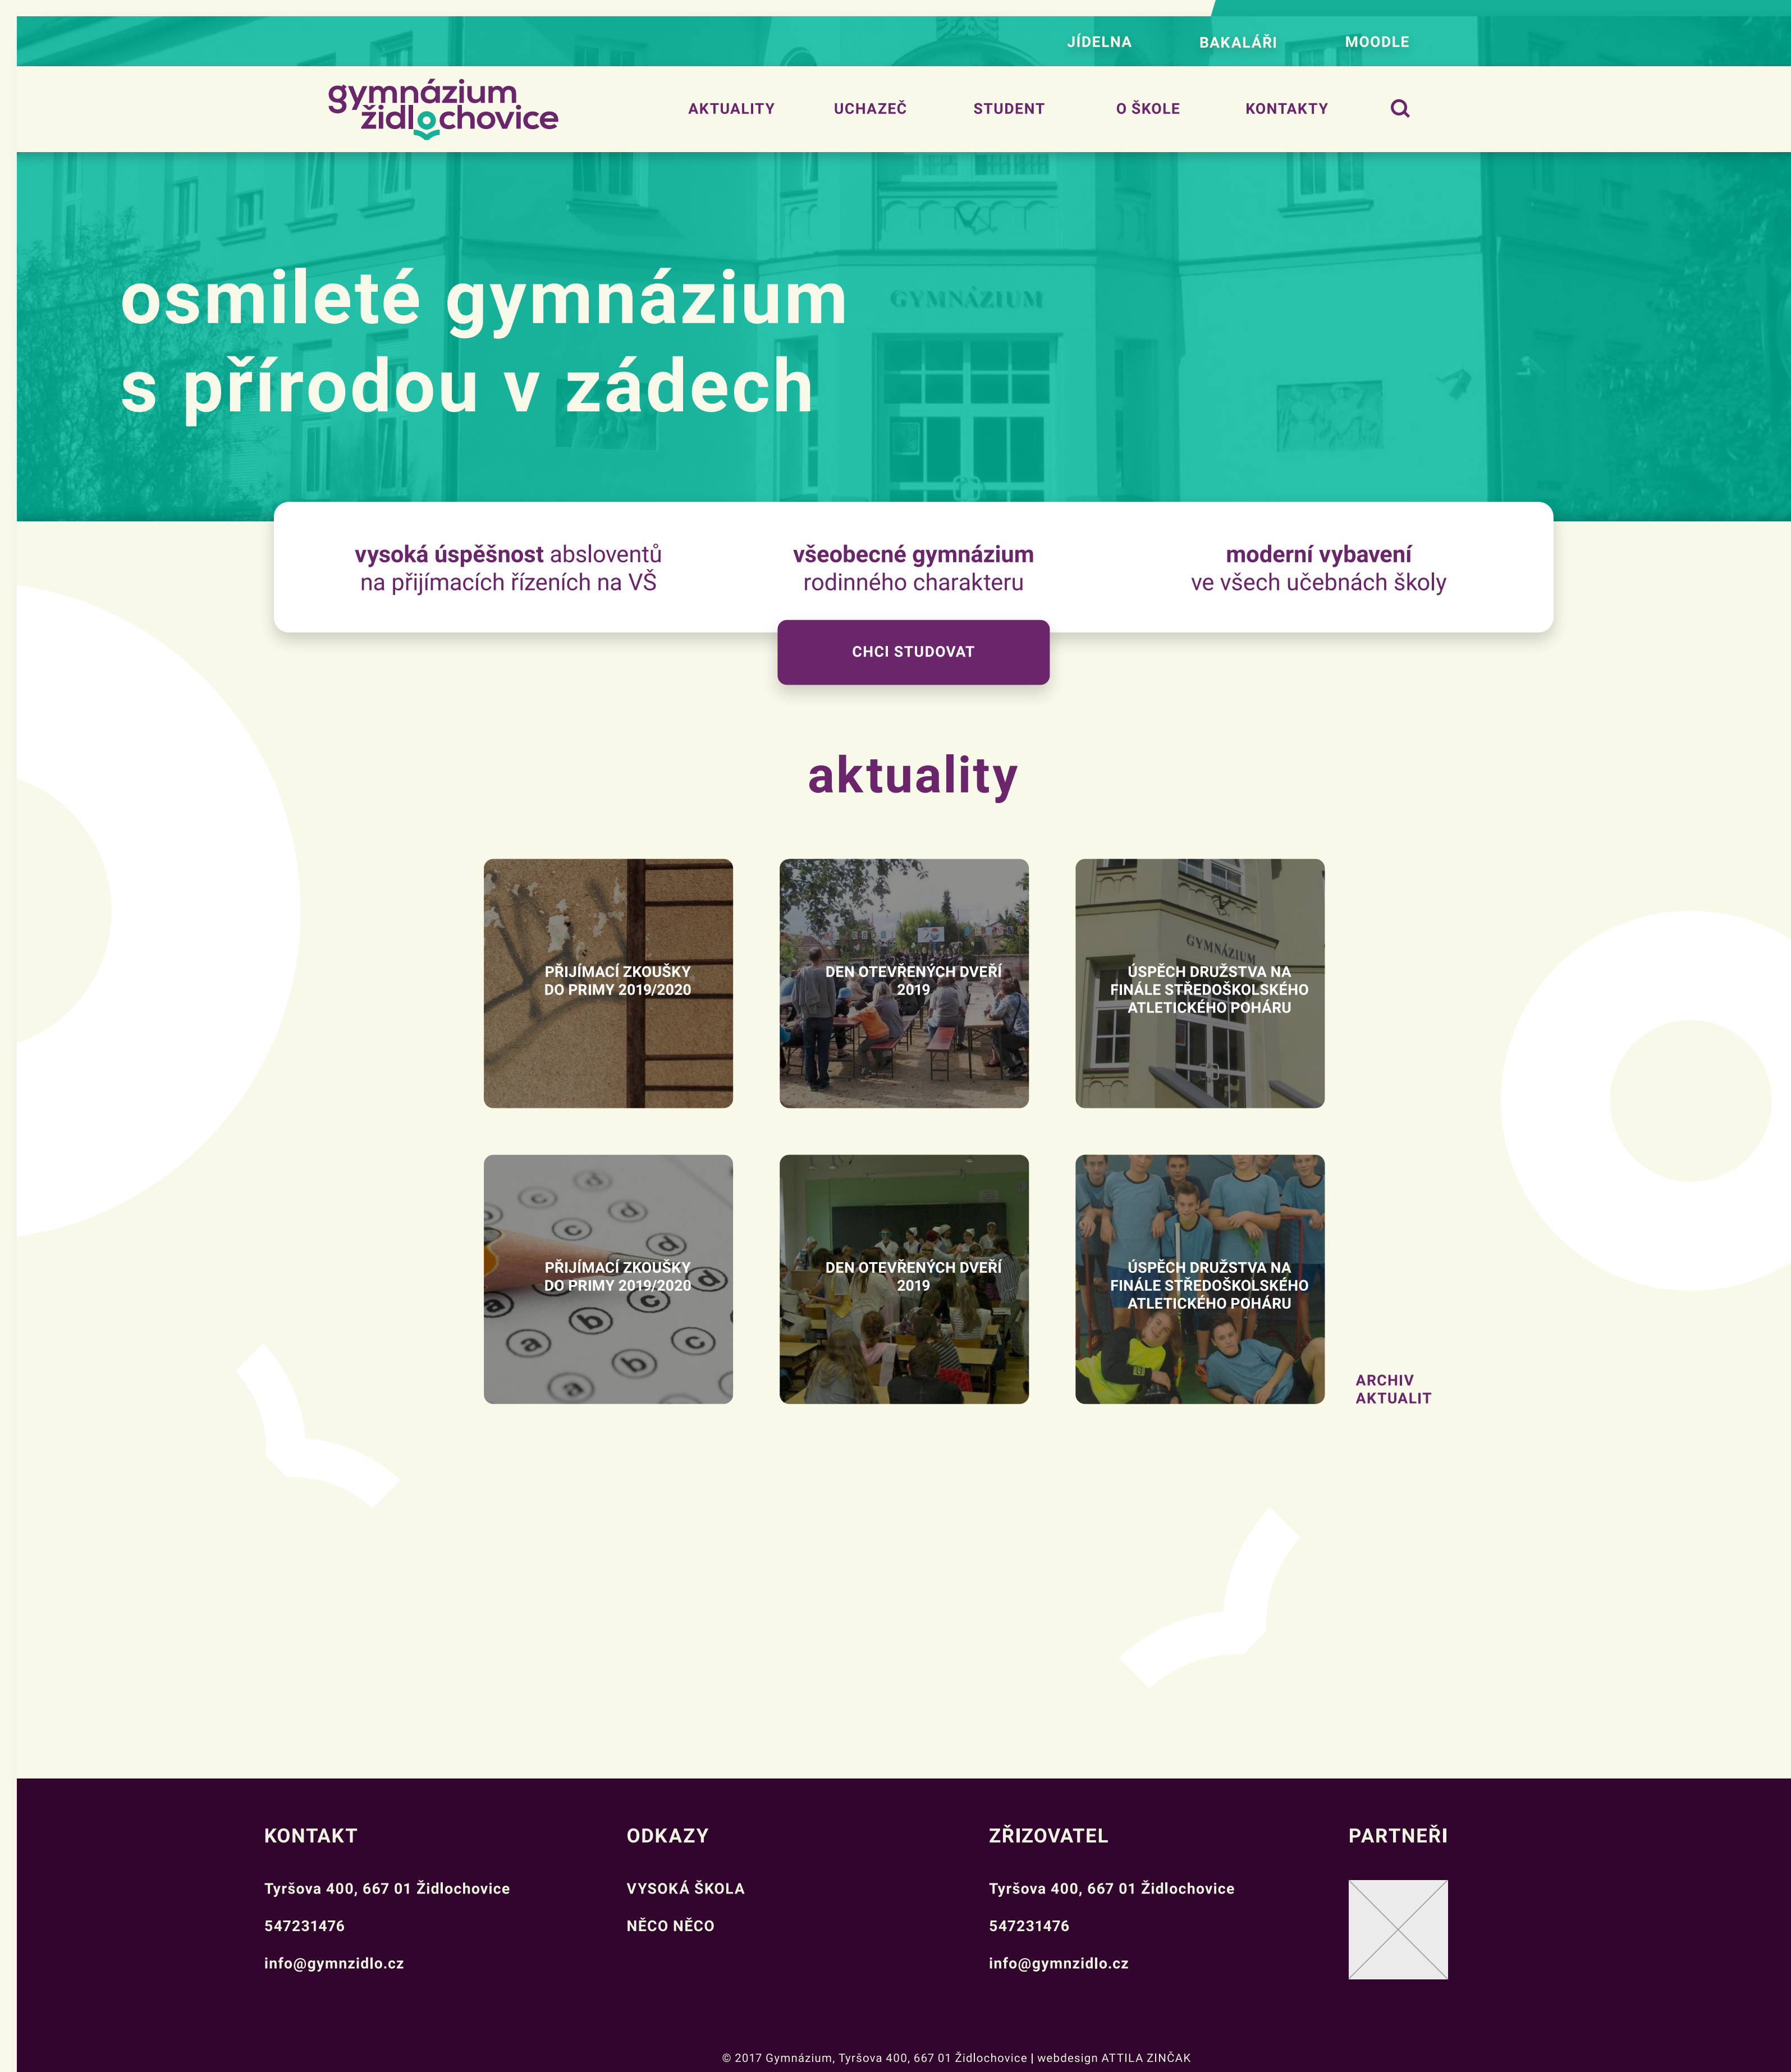 JÍDELNA BAKALÁŘI MOODLE
gymnázium
židlochovice
AKTUALITY UCHAZEČ STUDENT O ŠKOLE KONTAKTY
GYMNÁZIUM
osmileté gymnázium
s přírodou v zádech
vysoká úspěšnost absloventů
na přijímacích řízeních na VŠ
všeobecné gymnázium
rodinného charakteru
moderní vybavení
ve všech učebnách školy
CHCI STUDOVAT
aktuality
PŘIJÍMACÍ ZKOUŠKY
DO PRIMY 2019/2020
DEN OTEVŘENÝCH DVEŘÍ
2019
GYMNÁZIUM
ÚSPĚCH DRUŽSTVA NA
FINÁLE STŘEDOŠKOLSKÉHO
ATLETICKÉHO POHÁRU
c d
c d
d
d
PŘIJÍMACÍ ZKOUŠKY
DO PRIMY 2019/2020
c
a b c
b
a
DEN OTEVŘENÝCH DVEŘÍ
2019
ÚSPĚCH DRUŽSTVA NA
FINÁLE STŘEDOŠKOLSKÉHO
ATLETICKÉHO POHÁRU
ARCHIV
AKTUALIT
KONTAKT
Tyršova 400, 667 01 Židlochovice
547231476
info@gymnzidlo.cz
ODKAZY
VYSOKÁ ŠKOLA
NĚCO NĚCO
ZŘIZOVATEL
Tyršova 400, 667 01 Židlochovice
547231476
info@gymnzidlo.cz
PARTNEŘI
© 2017 Gymnázium, Tyršova 400, 667 01 Židlochovice | webdesign ATTILA ZINČAK